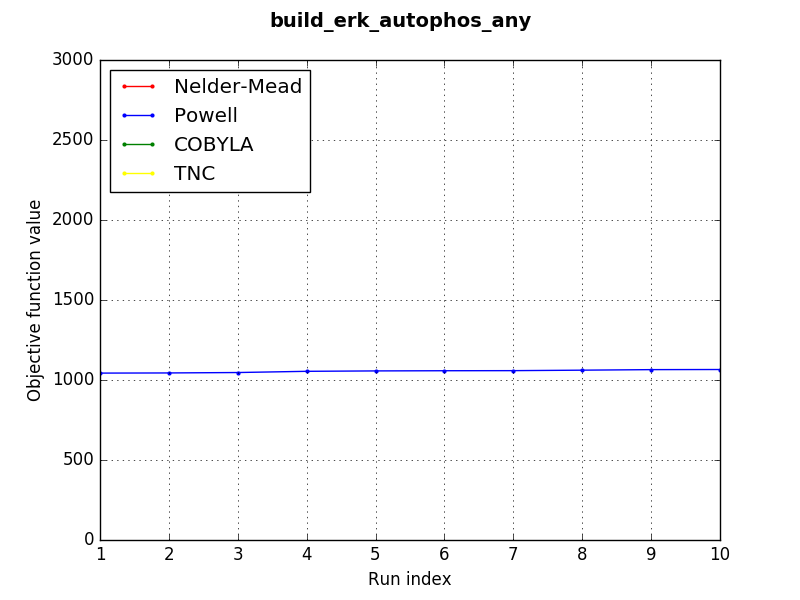 build_erk_autophos_any
3000
2500
2000
1500
1000
500
0
Objective function value
Nelder-Mead
Powell
COBYLA
TNC
1 2 3 4 5 6 7 8 9 10
Run index